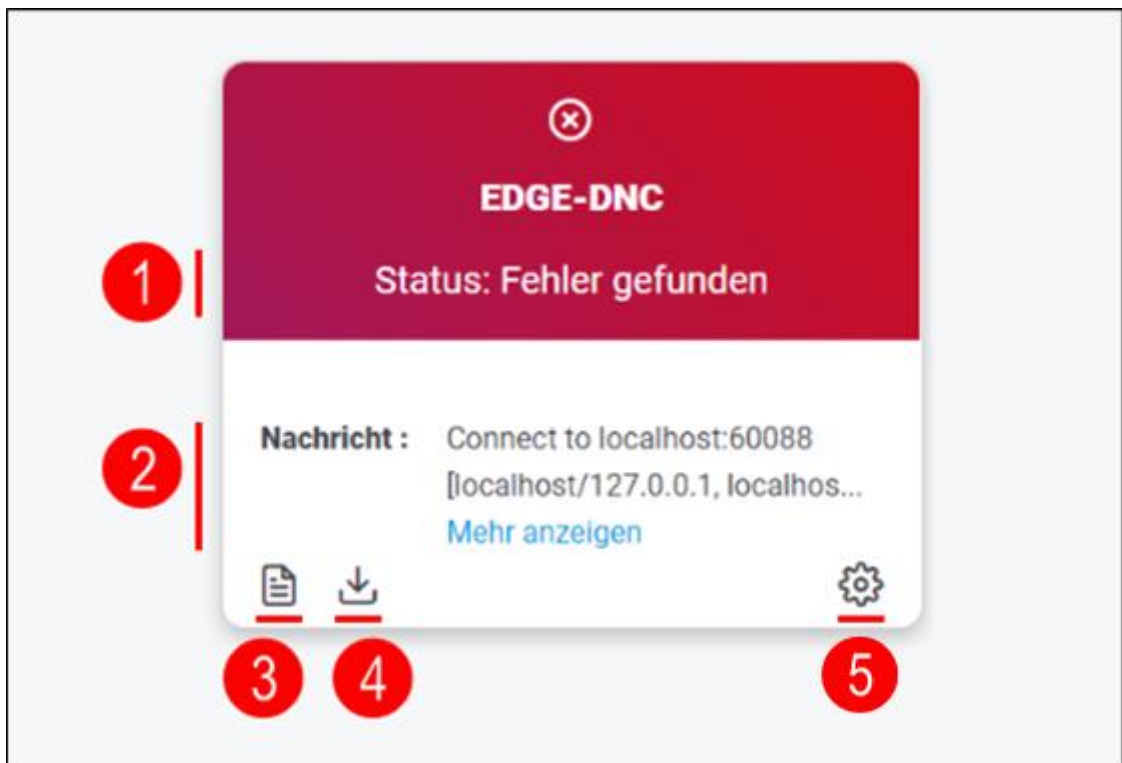 EDGE-DNC
1
Status: Fehler gefunden
2
Nachricht : Connect to localhost:60088
[localhost/127.0.0.1, localhos...
Mehr anzeigen
3 4 5